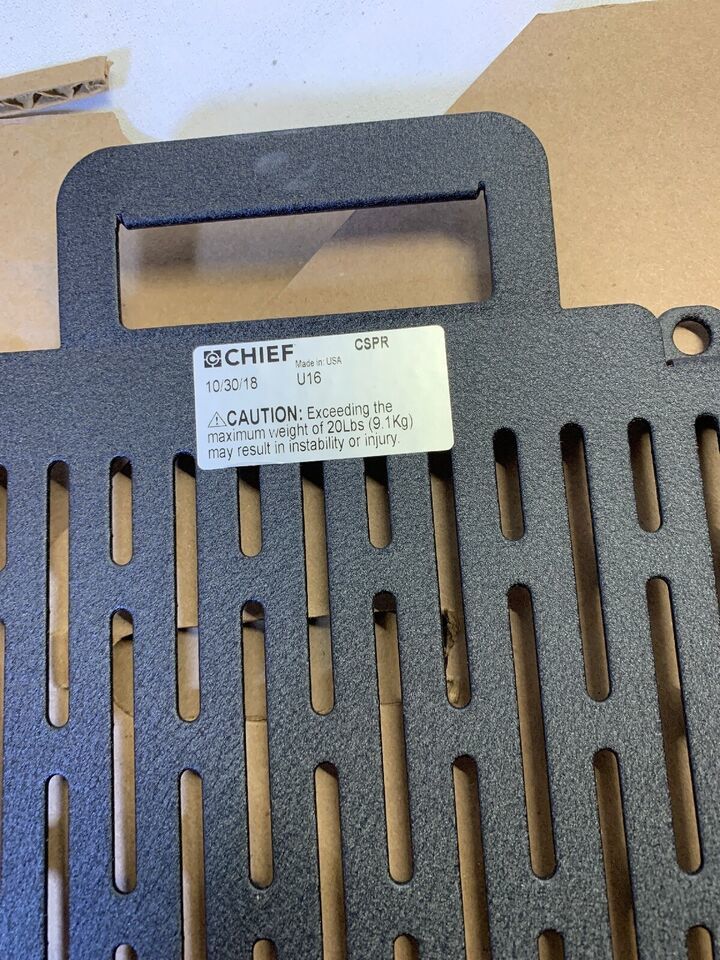 CHIEF CSPR
Made in: USA
10/30/18 U16
⚠CAUTION: Exceeding the
maximum weight of 20Lbs (9.1Kg)
may result in instability or injury.